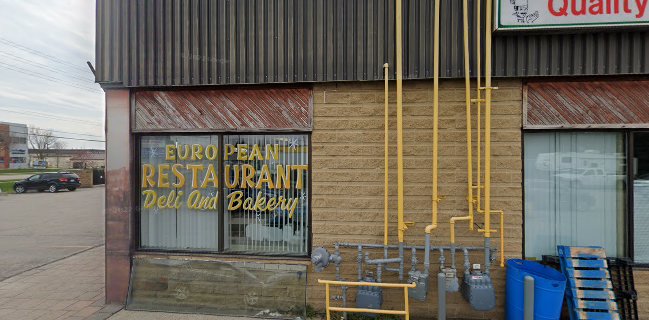 EUROPEAN
RESTAURANT
Deli And Bakery
Quality